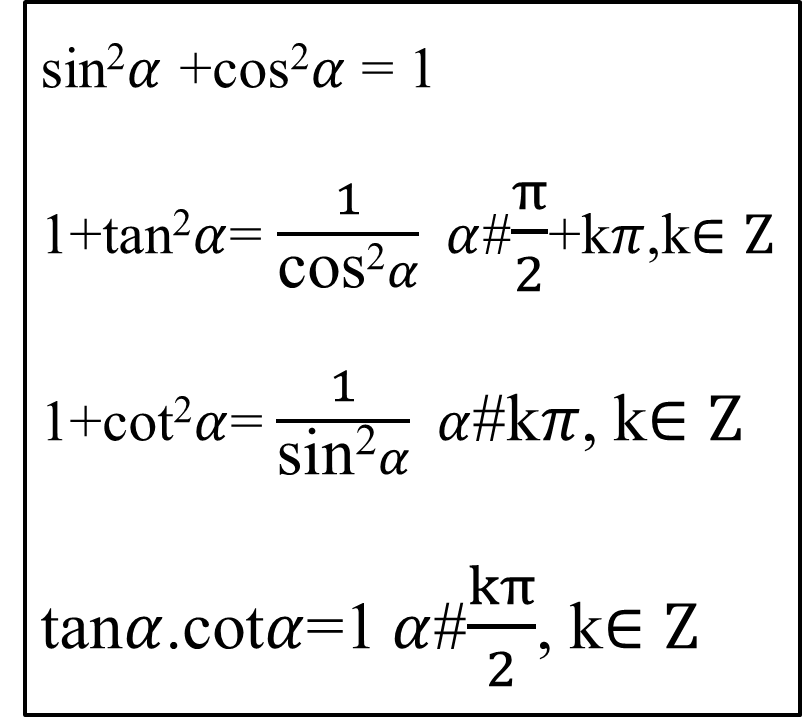 sin²α +cos²α = 1
1+tan²α= 1/cos²α α#π/2+kπ,k∈ Z
1+cot²α= 1/sin²α α#kπ, k∈ Z
tanα.cotα=1 α#kπ/2, k∈ Z